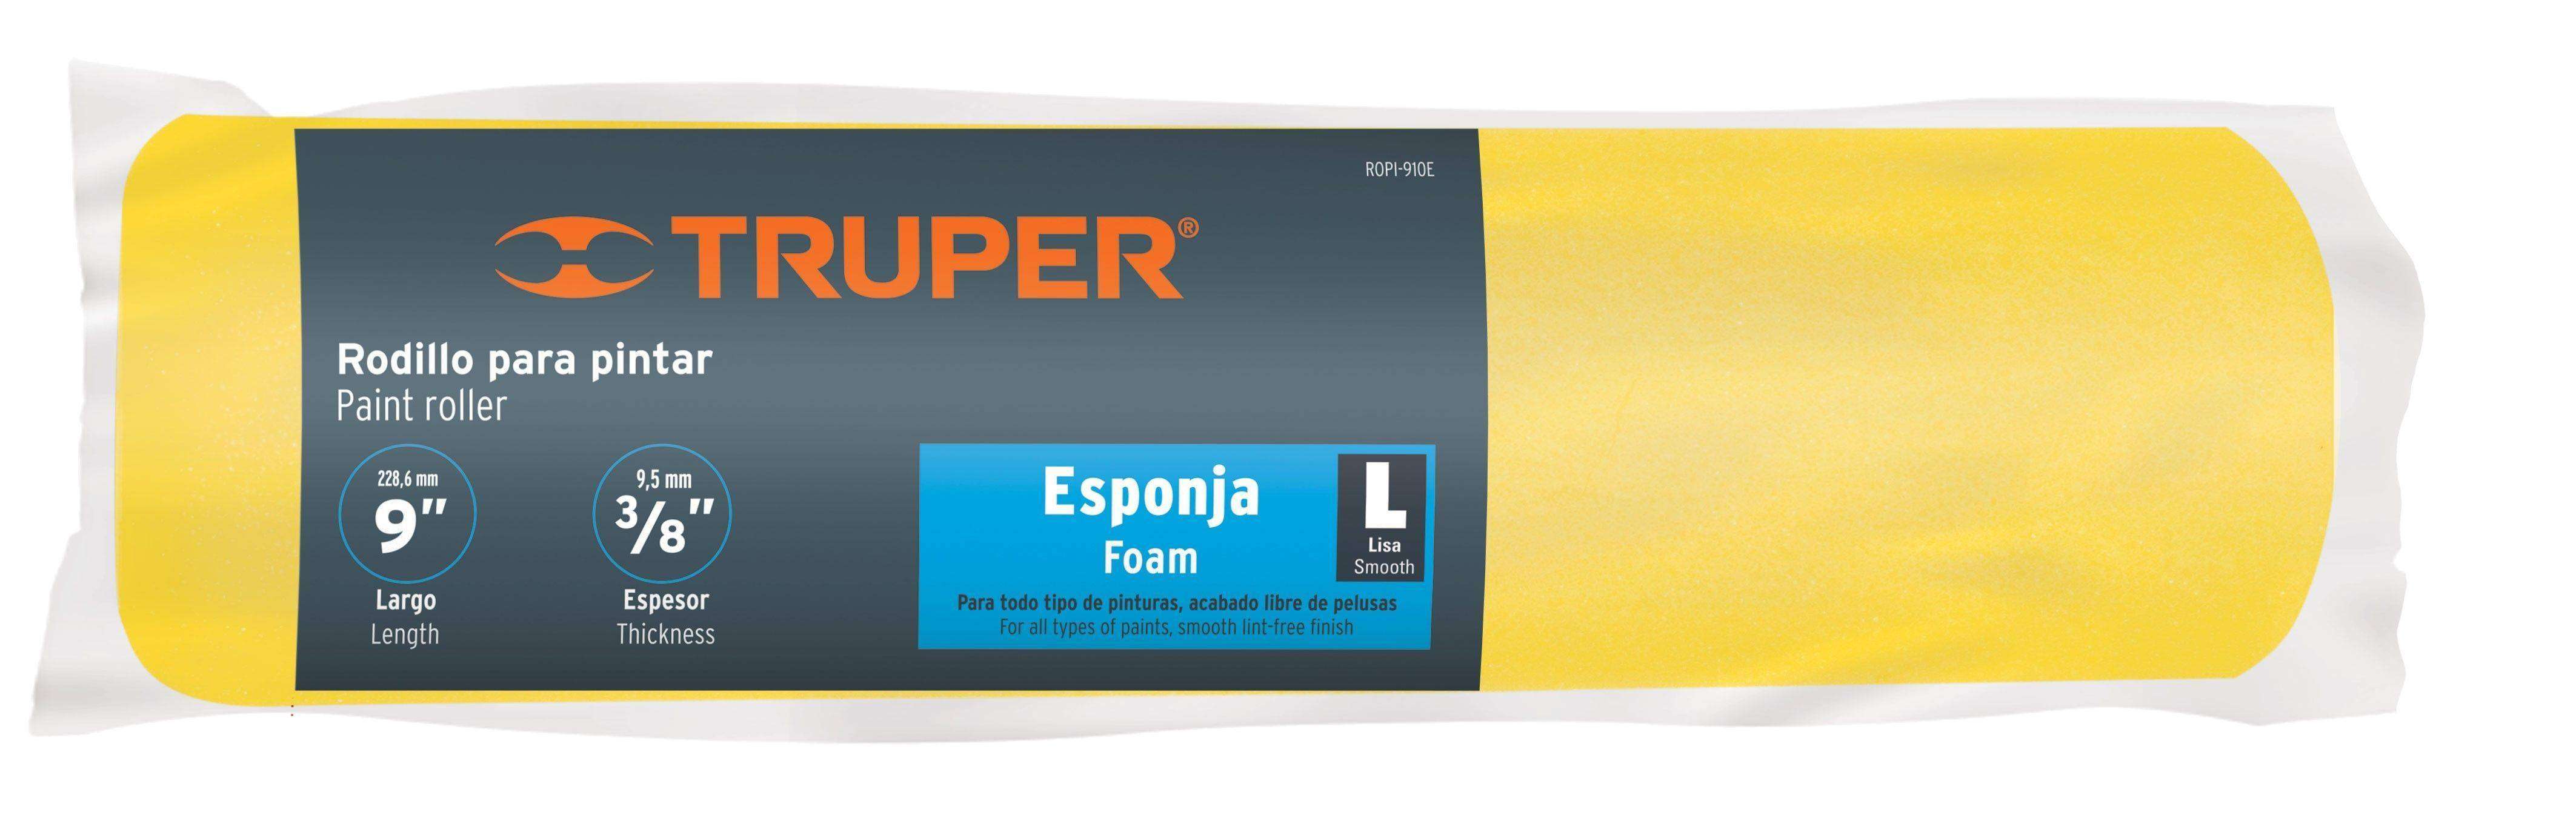 ROPI-910E
TRUPER®
Rodillo para pintar
Paint roller
228,6 mm
9"
Largo
Length
9,5 mm
3/8"
Espesor
Thickness
Esponja
Foam
L
Lisa
Smooth
Para todo tipo de pinturas, acabado libre de pelusas
For all types of paints, smooth lint-free finish